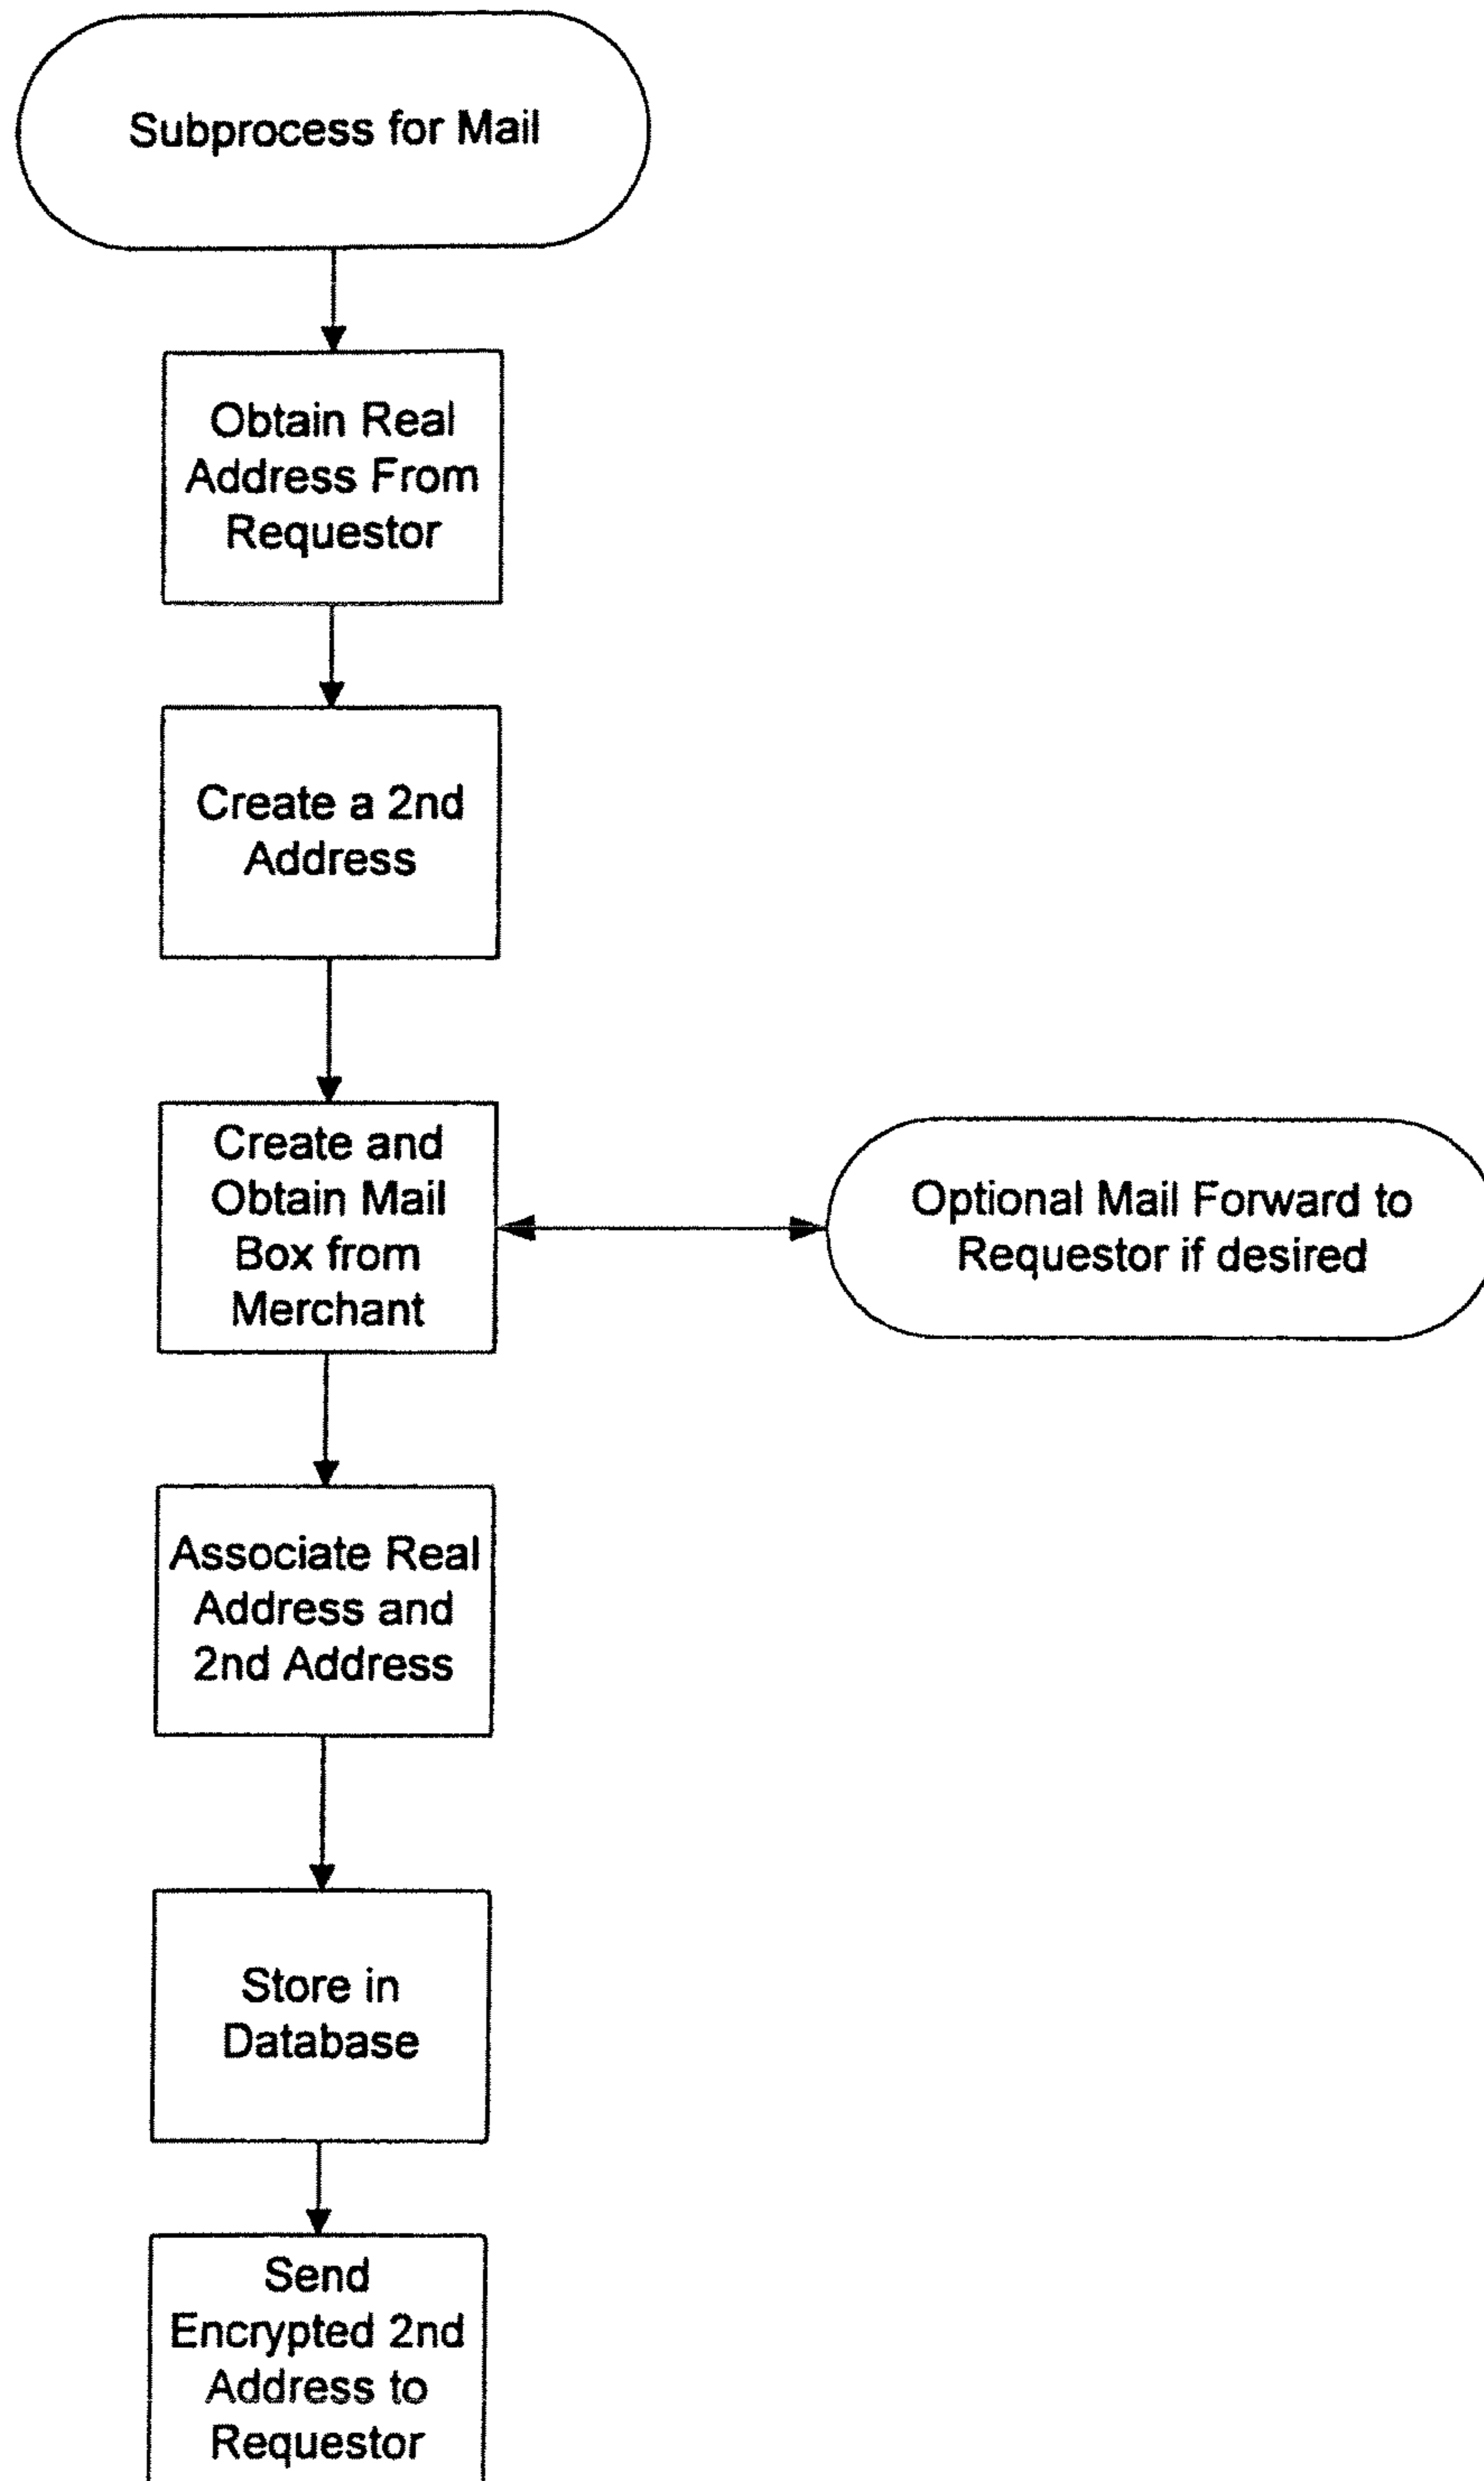 Subprocess for Mail
Obtain Real
Address From
Requestor
Create a 2nd
Address
Create and
Obtain Mail
Box from
Merchant
Optional Mail Forward to
Requestor if desired
Associate Real
Address and
2nd Address
Store in
Database
Send
Encrypted 2nd
Address to
Requestor